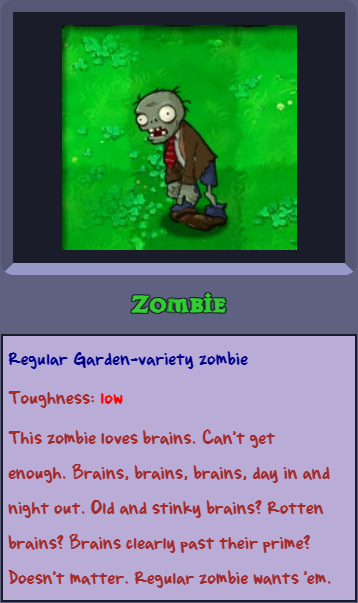 Zombie
Regular Garden-variety zombie
Toughness: low
This zombie loves brains. Can't get
enough. Brains, brains, brains, day in and
night out. Old and stinky brains? Rotten
brains? Brains clearly past their prime?
Doesn't matter. Regular zombie wants 'em.